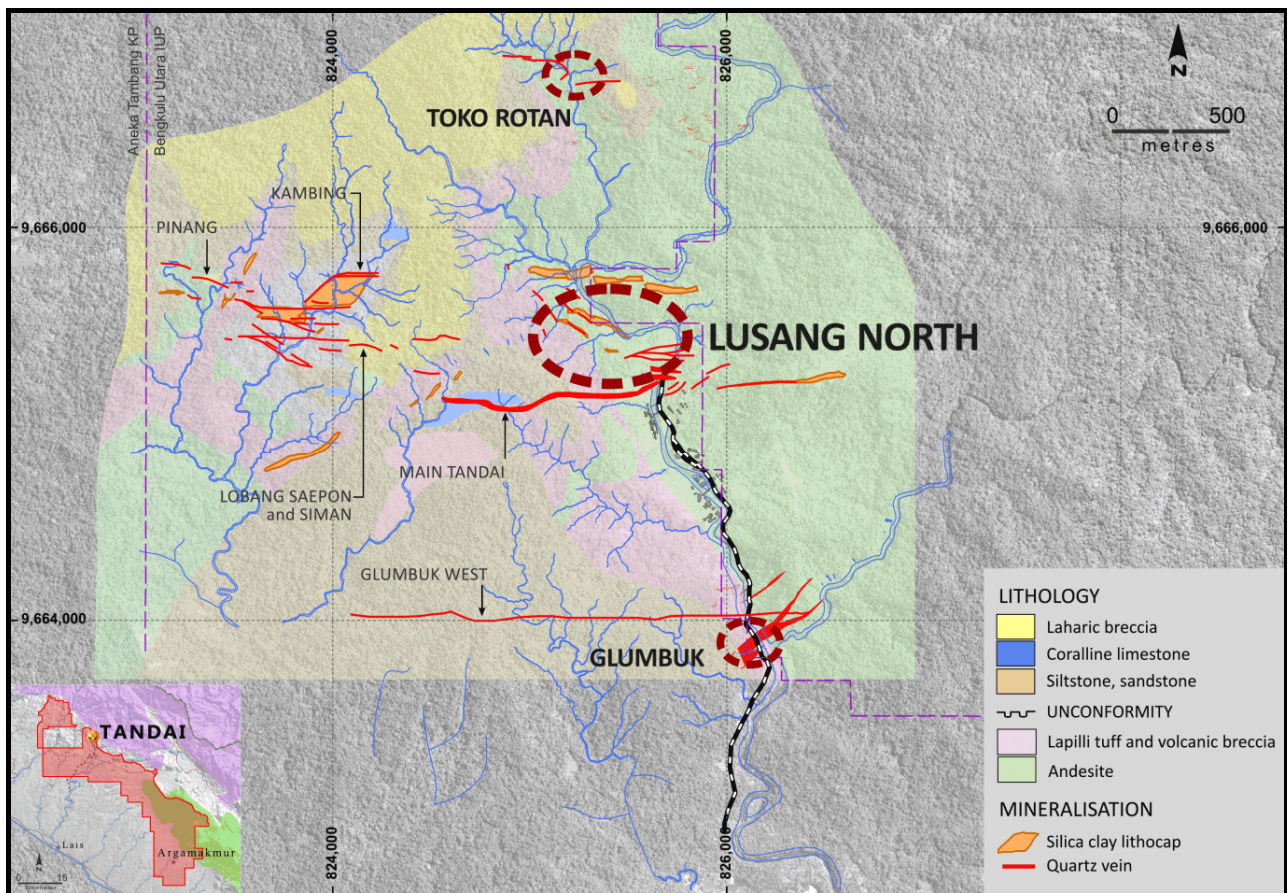 824,000
826,000
N
Aneka Tambang KP
Bengkulu Utara IUP
TOKO ROTAN
0 500
metres
KAMBING
PINANG
9,666,000
9,666,000
LUSANG NORTH
MAIN TANDAI
LOBANG SAEPON
and SIMAN
GLUMBUK WEST
9,664,000
GLUMBUK
824,000
826,000
TANDAI
Lais
Argamakmur
N
0 15
LITHOLOGY
Laharic breccia
Coralline limestone
Siltstone, sandstone
UNCONFORMITY
Lapilli tuff and volcanic breccia
Andesite
MINERALISATION
Silica clay lithocap
Quartz vein